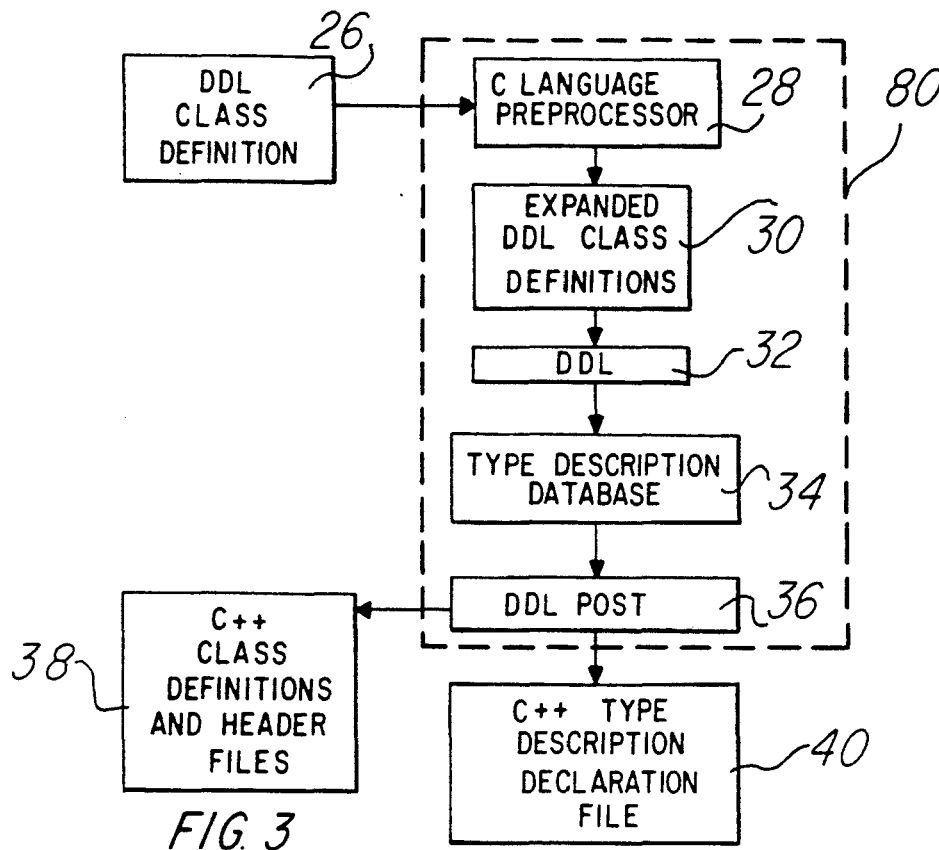 26
DDL
CLASS
DEFINITION
C LANGUAGE
PREPROCESSOR
28
80
EXPANDED
DDL CLASS
DEFINITIONS
30
DDL
32
TYPE DESCRIPTION
DATABASE
34
DDL POST
36
C++
CLASS
DEFINITIONS
AND HEADER
FILES
38
C++ TYPE
DESCRIPTION
DECLARATION
FILE
40
FIG. 3